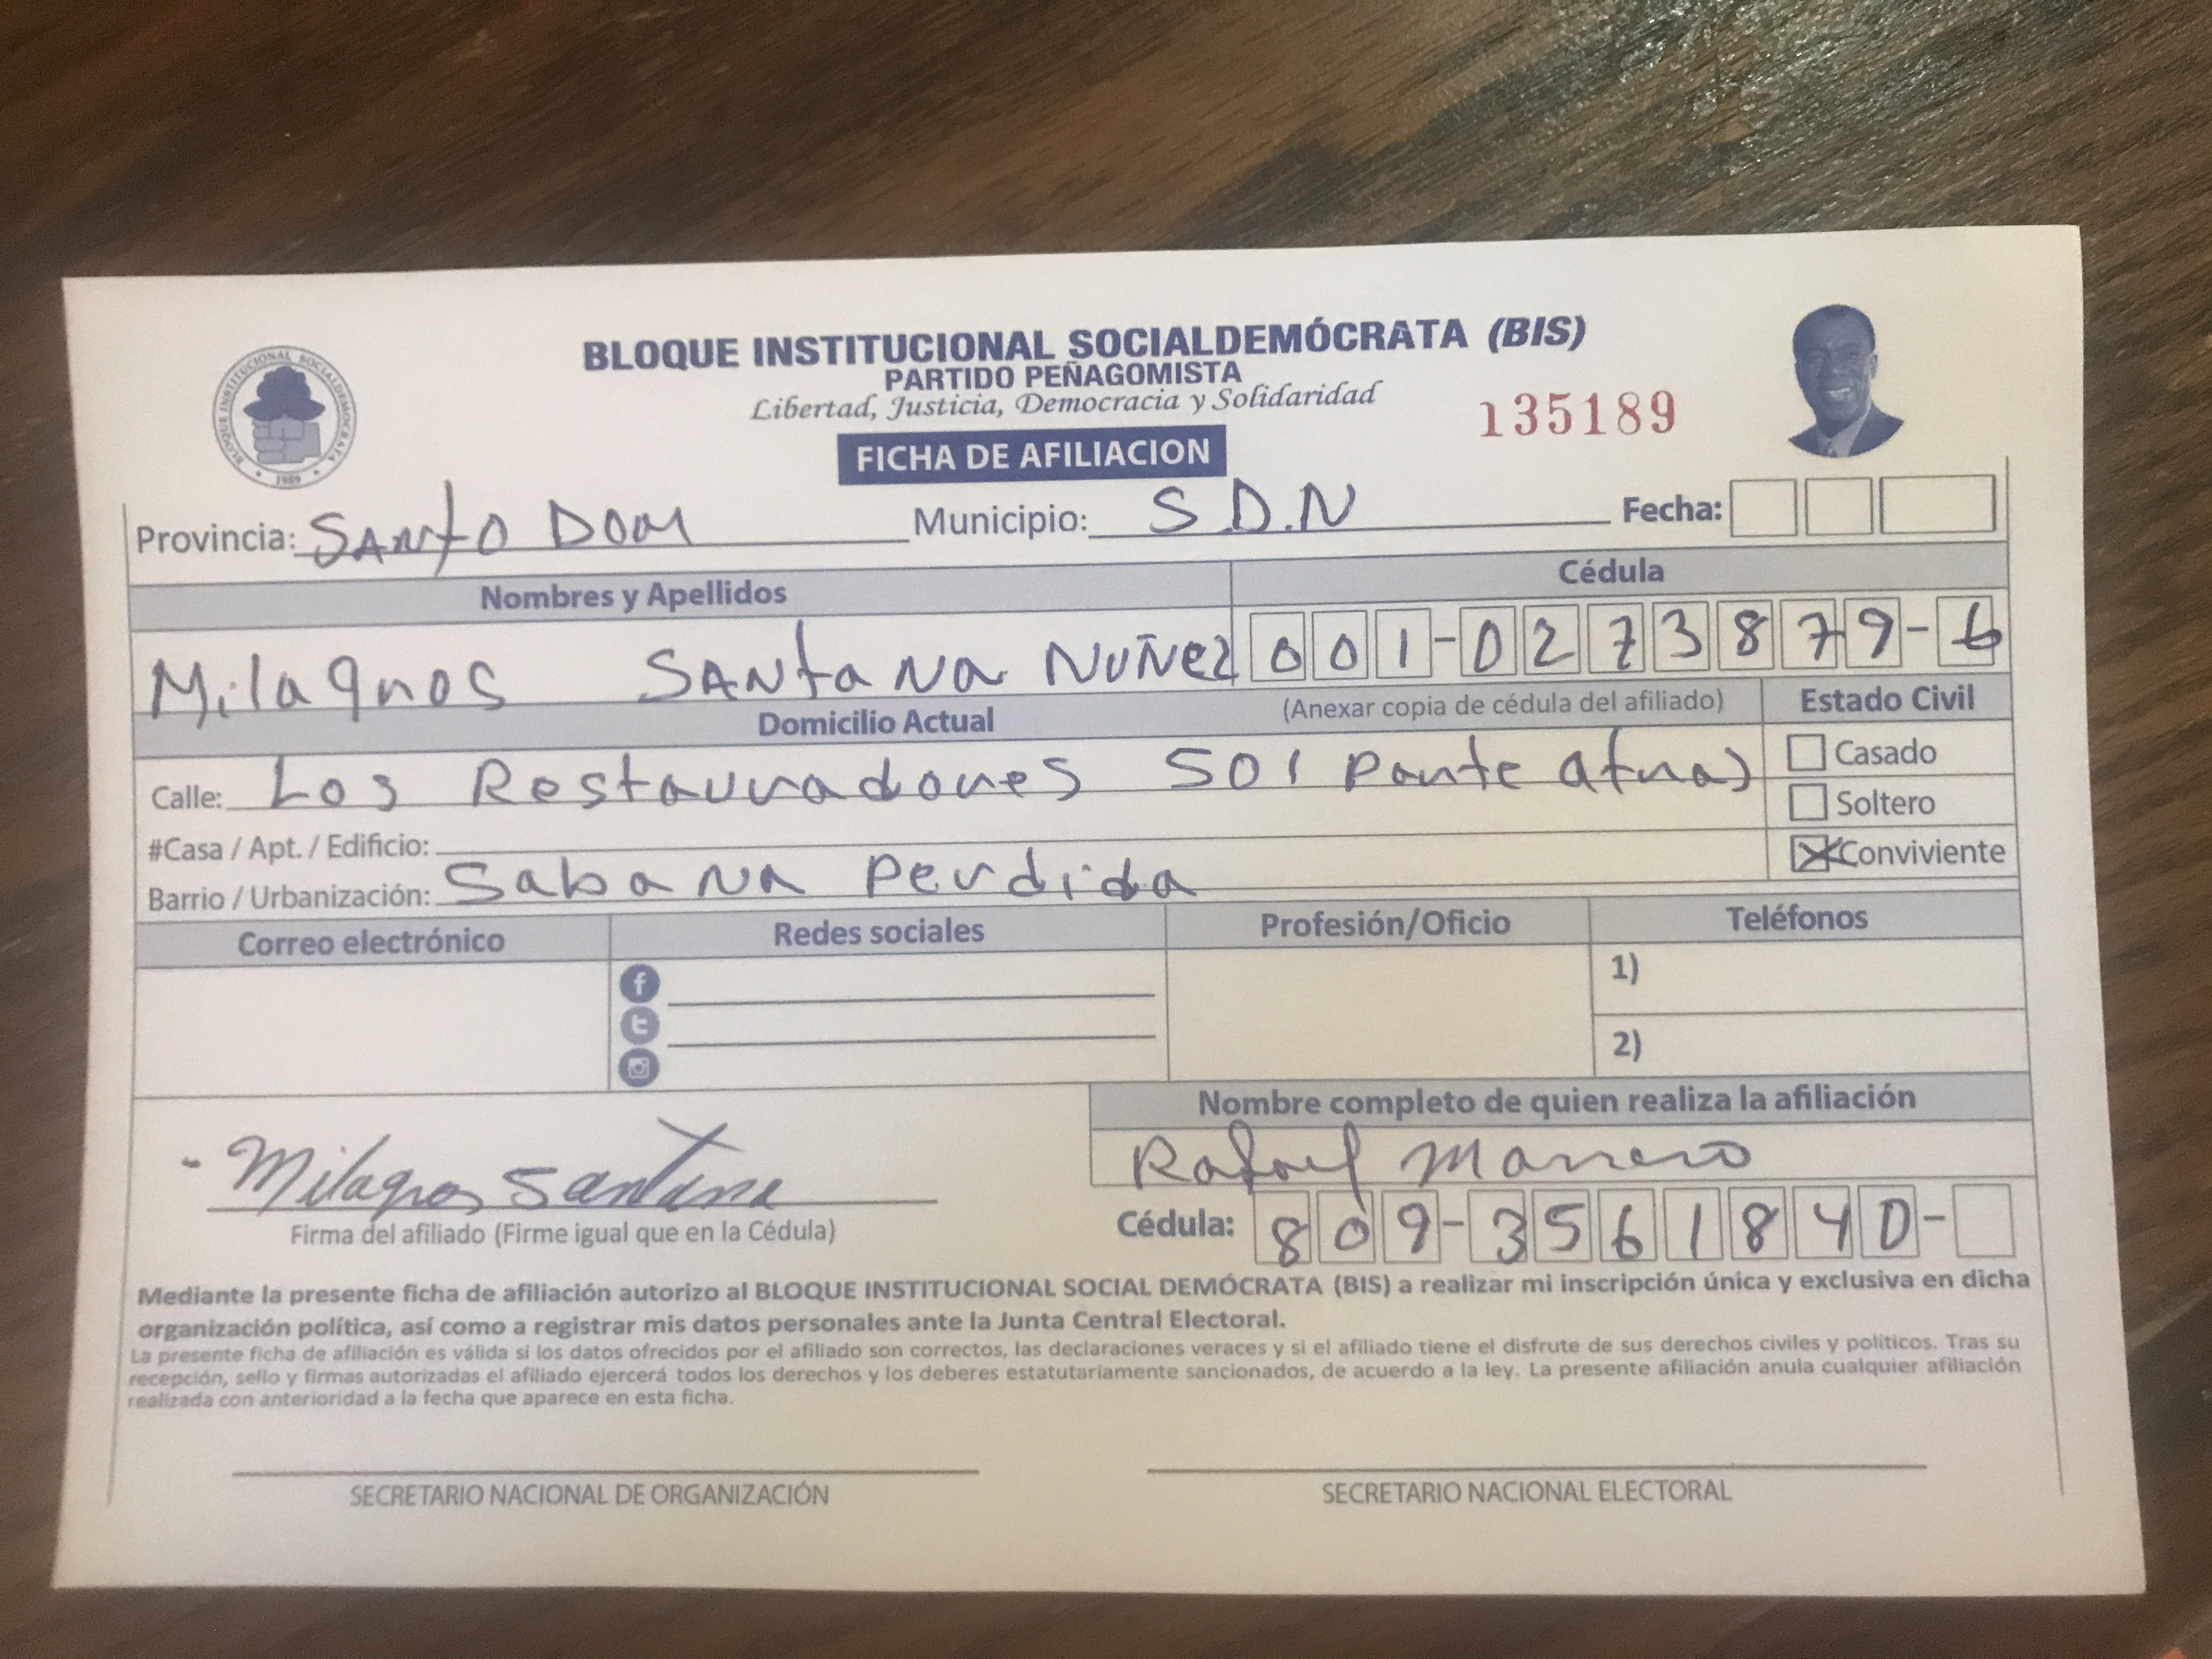 BLOQUE INSTITUCIONAL SOCIALDEMÓCRATA (BIS)
PARTIDO PEÑAGOMISTA
Libertad, Justicia, Democracia y Solidaridad
135189
BLOQUE INSTITUCIONAL SOCIALDEMOCRATA
1989
FICHA DE AFILIACION
Provincia: SANTO DOM Municipio: S.D.N Fecha:
Nombres y Apellidos Cédula
Milagros SANTANA NUÑEZ 001-0273879-6
Domicilio Actual (Anexar copia de cédula del afiliado) Estado Civil
Calle: Los Restauradores 501 parte atras
Casado
Soltero
#Casa / Apt. / Edificio:
Conviviente
Barrio / Urbanización: Sabana Perdida
Correo electrónico Redes sociales Profesión/Oficio Teléfonos
1)
2)
Nombre completo de quien realiza la afiliación
Rafael Marrero
Milagros Santana
Firma del afiliado (Firme igual que en la Cédula)
Cédula: 809-3561840-
Mediante la presente ficha de afiliación autorizo al BLOQUE INSTITUCIONAL SOCIAL DEMÓCRATA (BIS) a realizar mi inscripción única y exclusiva en dicha
organización política, así como a registrar mis datos personales ante la Junta Central Electoral.
La presente ficha de afiliación es válida si los datos ofrecidos por el afiliado son correctos, las declaraciones veraces y si el afiliado tiene el disfrute de sus derechos civiles y políticos. Tras su
recepción, sello y firmas autorizadas el afiliado ejercerá todos los derechos y los deberes estatutariamente sancionados, de acuerdo a la ley. La presente afiliación anula cualquier afiliación
realizada con anterioridad a la fecha que aparece en esta ficha.
SECRETARIO NACIONAL DE ORGANIZACIÓN SECRETARIO NACIONAL ELECTORAL